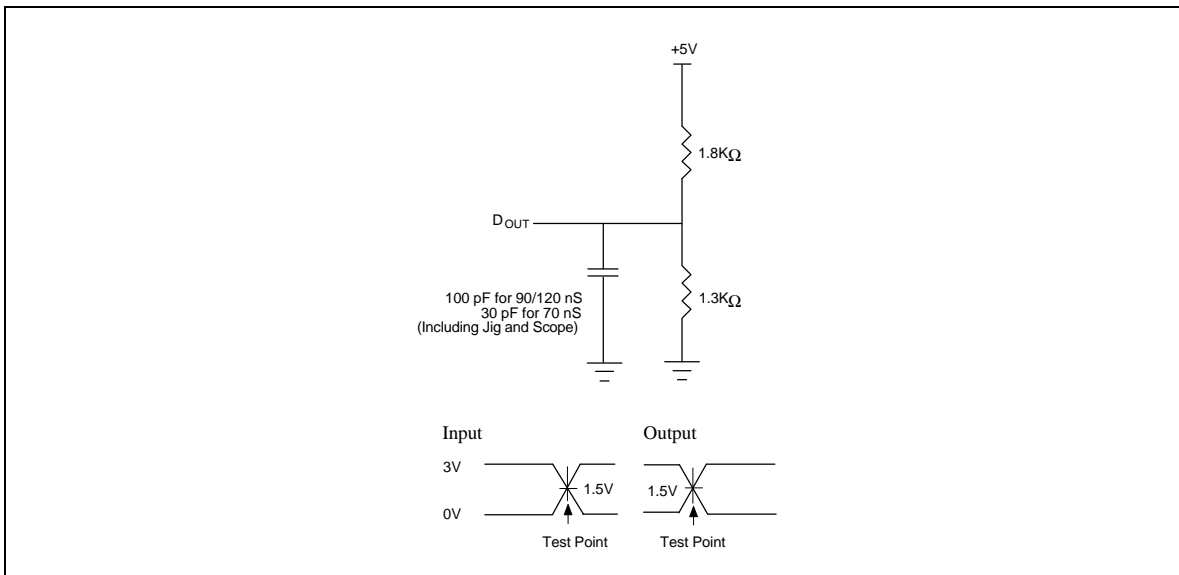 +5V
1.8KΩ
DOUT
100 pF for 90/120 nS
30 pF for 70 nS
(Including Jig and Scope)
1.3KΩ
Input
Output
3V
1.5V
1.5V
0V
Test Point
Test Point